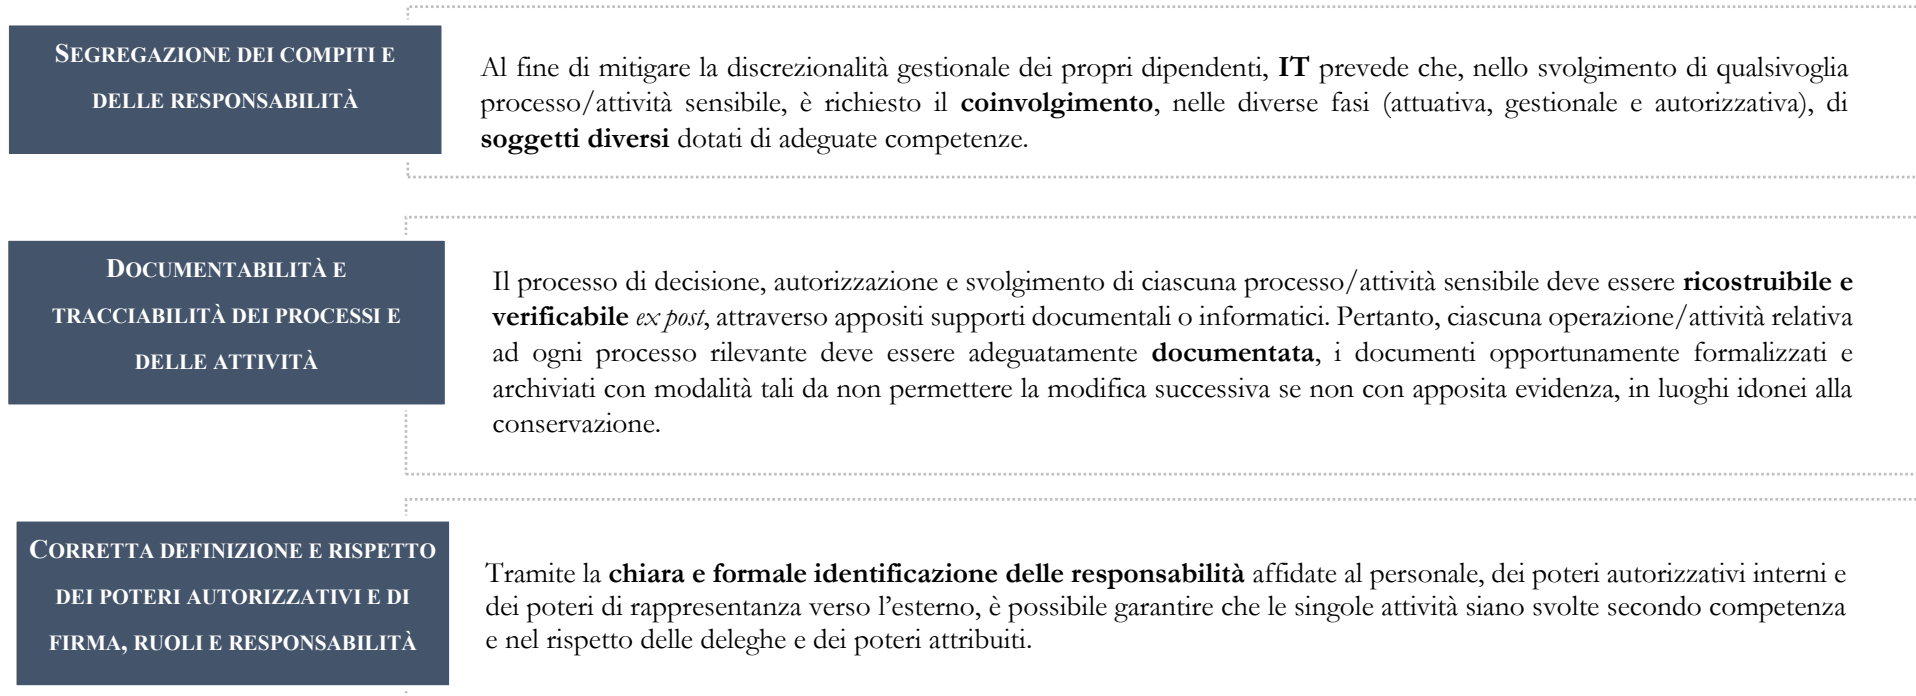 SEGREGAZIONE DEI COMPITI E
DELLE RESPONSABILITÀ
Al fine di mitigare la discrezionalità gestionale dei propri dipendenti, IT prevede che, nello svolgimento di qualsivoglia
processo/attività sensibile, è richiesto il coinvolgimento, nelle diverse fasi (attuativa, gestionale e autorizzativa), di
soggetti diversi dotati di adeguate competenze.
DOCUMENTABILITÀ E
TRACCIABILITÀ DEI PROCESSI E
DELLE ATTIVITÀ
Il processo di decisione, autorizzazione e svolgimento di ciascuna processo/attività sensibile deve essere ricostruibile e
verificabile ex post, attraverso appositi supporti documentali o informatici. Pertanto, ciascuna operazione/attività relativa
ad ogni processo rilevante deve essere adeguatamente documentata, i documenti opportunamente formalizzati e
archiviati con modalità tali da non permettere la modifica successiva se non con apposita evidenza, in luoghi idonei alla
conservazione.
CORRETTA DEFINIZIONE E RISPETTO
DEI POTERI AUTORIZZATIVI E DI
FIRMA, RUOLI E RESPONSABILITÀ
Tramite la chiara e formale identificazione delle responsabilità affidate al personale, dei poteri autorizzativi interni e
dei poteri di rappresentanza verso l'esterno, è possibile garantire che le singole attività siano svolte secondo competenza
e nel rispetto delle deleghe e dei poteri attribuiti.